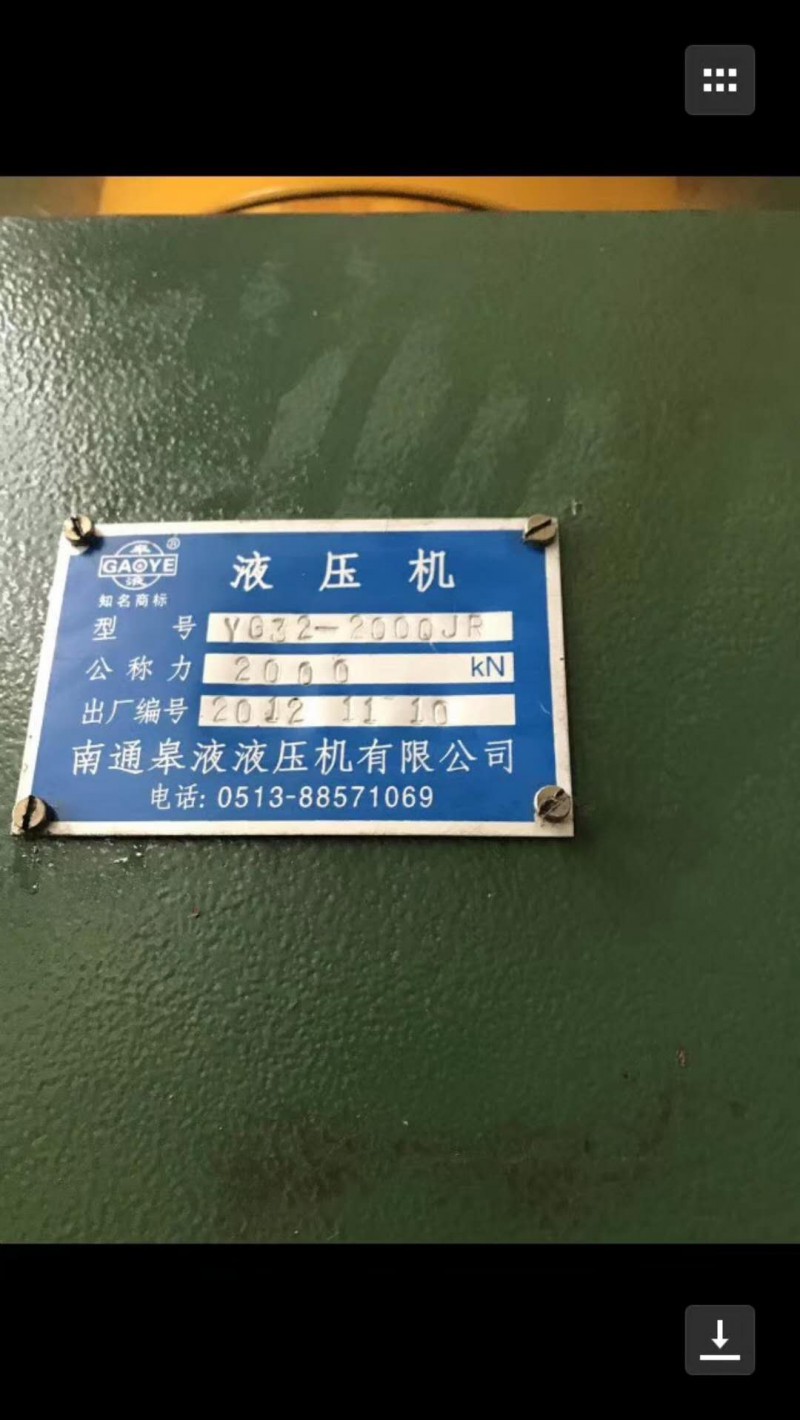 皋
GAOYE®
液
知名商标
液压机
型号 YG32-2000JR
公称力 2000 kN
出厂编号 2012 11 10
南通皋液液压机有限公司
电话: 0513-88571069